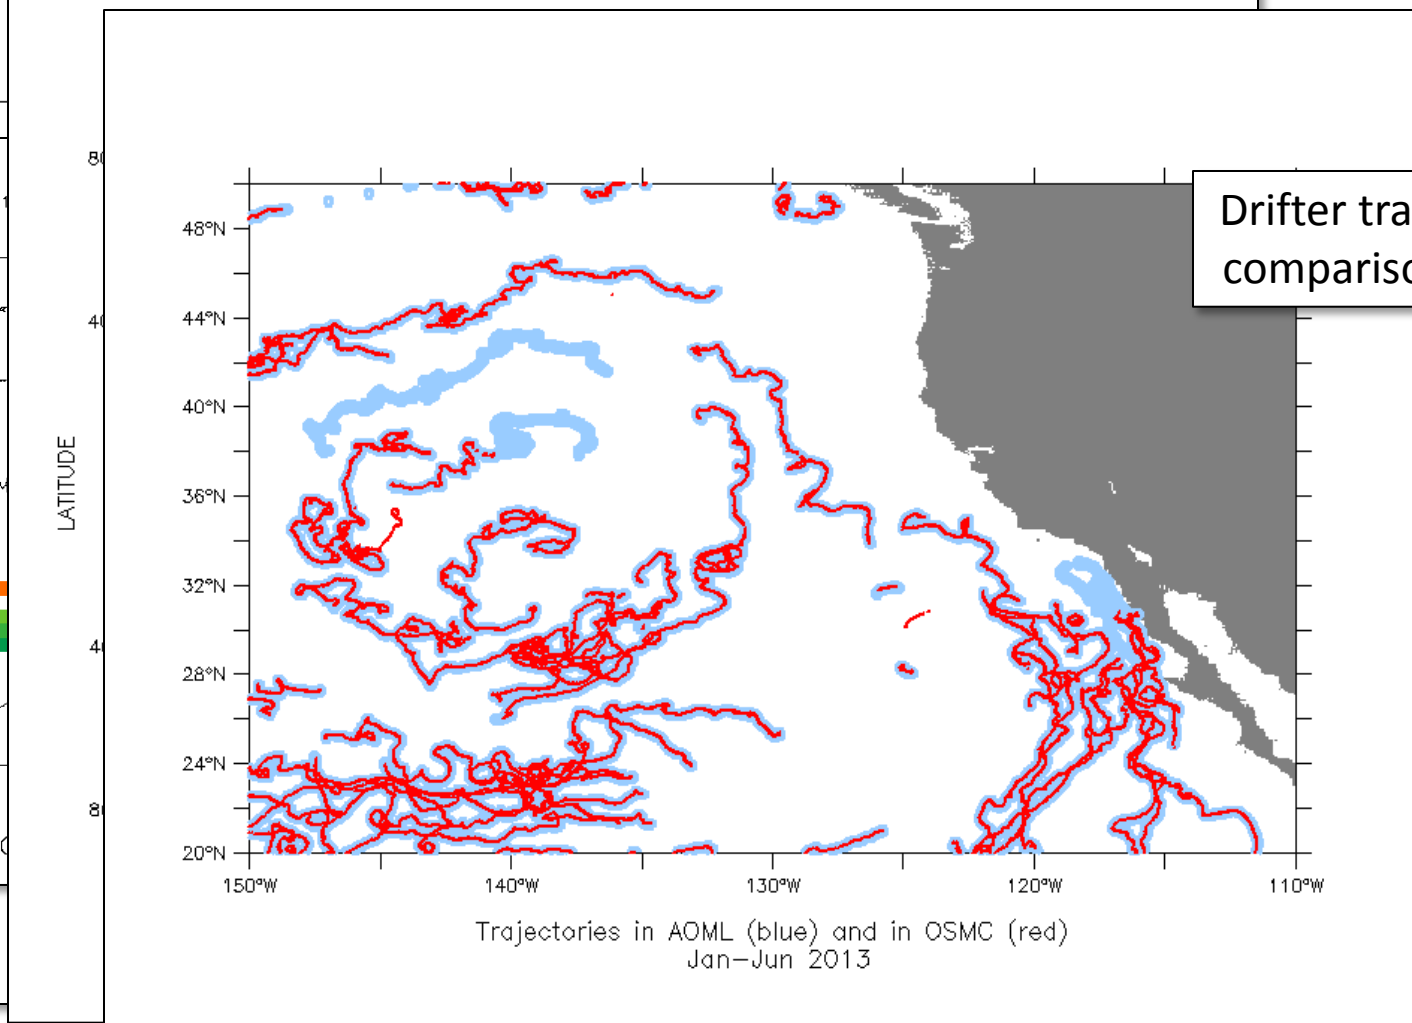 Drifter tra
comparisc
LATITUDE
48°N
44°N
40°N
36°N
32°N
28°N
24°N
20°N
150°W 140°W 130°W 120°W 110°W
Trajectories in AOML (blue) and in OSMC (red)
Jan-Jun 2013